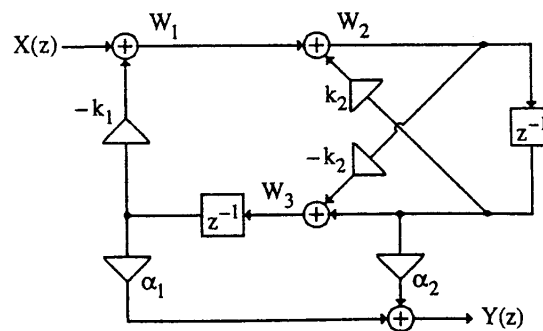 X(z)
W₁
W₂
−k₁
k₂
z⁻¹
−k₂
W₃
z⁻¹
α₁
α₂
Y(z)